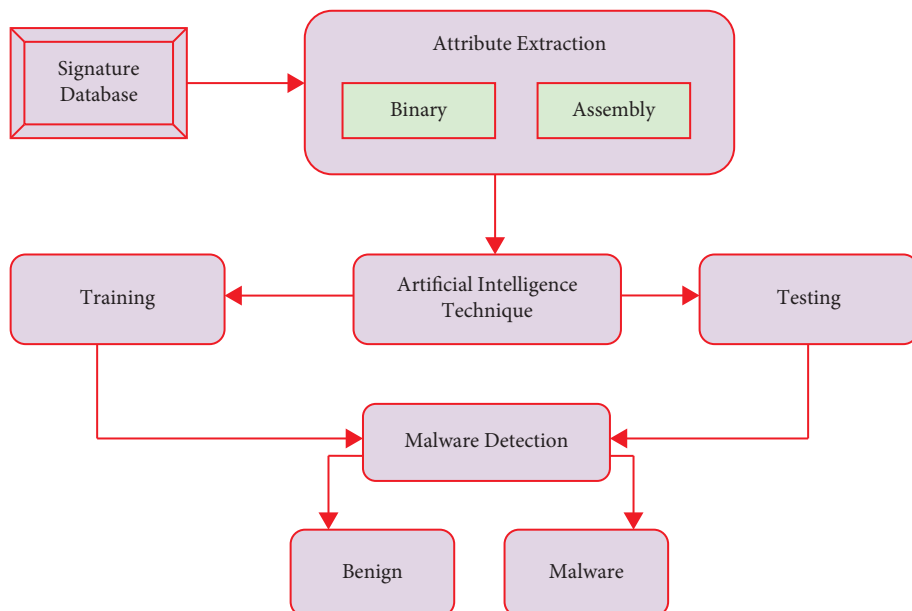 Signature
Database
Attribute Extraction
Binary
Assembly
Training
Artificial Intelligence
Technique
Testing
Malware Detection
Benign
Malware